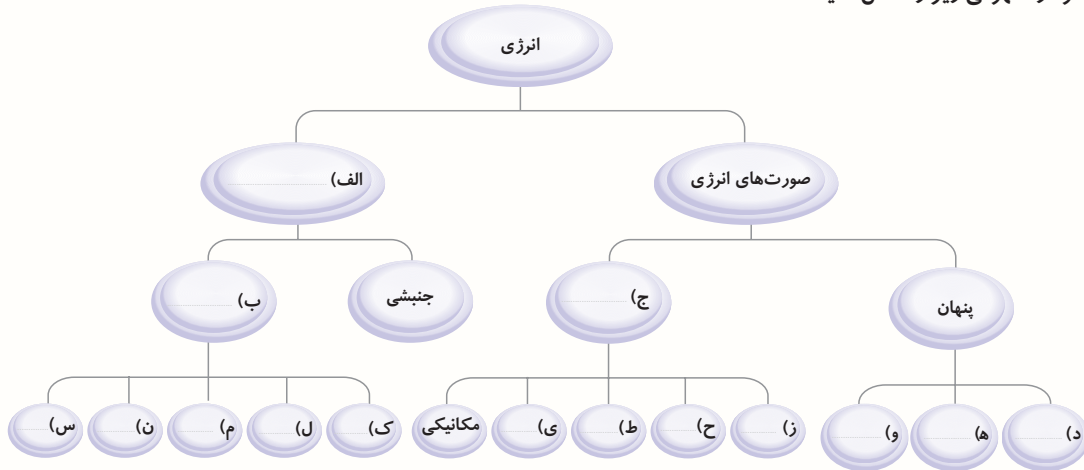 انرژی
صورت‌های انرژی
الف)
پنهان
ج)
جنبشی
ب)
د)
ه)
و)
ز)
ح)
ط)
ی)
مکانیکی
ک)
ل)
م)
ن)
س)